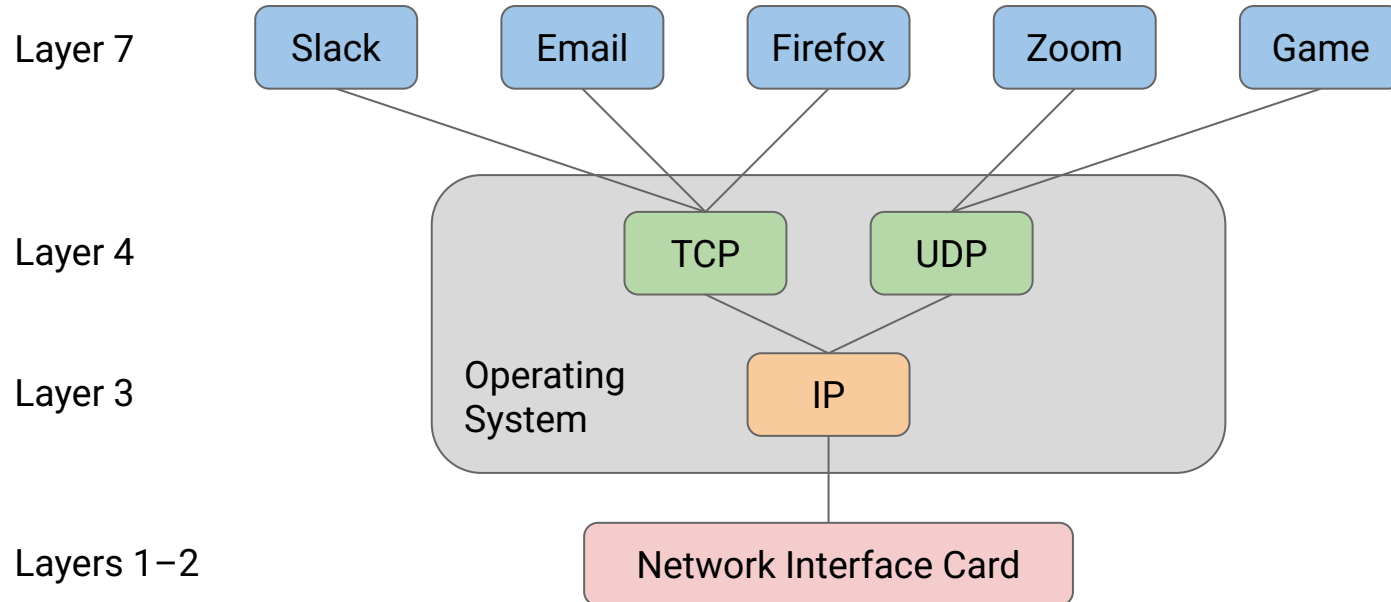 Layer 7
Slack
Email
Firefox
Zoom
Game
Layer 4
TCP
UDP
Layer 3
Operating
System
IP
Layers 1–2
Network Interface Card